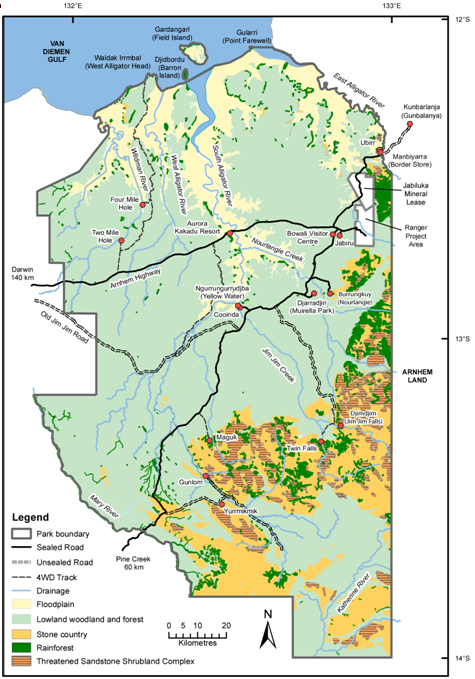 132°E
133°E
12°S
Gardangarl
(Field Island)
Gularri
(Point Farewell)
VAN
DIEMEN
GULF
Waldak Irrmbal
(West Alligator Head)
Djidbordu
(Barron
Island)
East Alligator River
Kunbarlanja
(Gunbalanya)
Ubirr
Manbiyarra
(Border Store)
Wildman River
West Alligator River
South Alligator River
Jabiluka
Mineral
Lease
Four Mile
Hole
Ranger
Project
Area
Two Mile
Hole
Aurora
Kakadu Resort
Bowali Visitor
Centre
Jabiru
Nourlangie Creek
Darwin
140 km
Arnhem Highway
Ngurrungurrudjba
(Yellow Water)
Cooinda
Djarradjin
(Muirella Park)
Burrungkuy
(Nourlangie)
Old Jim Jim Road
13°S
Jim Jim Creek
ARNHEM
LAND
Djimdjim
(Jim Jim Falls)
Maguk
Twin Falls
Gunlom
Yurrmikmik
Mary River
Pine Creek
60 km
Katherine River
Legend
Park boundary
Sealed Road
Unsealed Road
4WD Track
Drainage
Floodplain
Lowland woodland and forest
Stone country
Rainforest
Threatened Sandstone Shrubland Complex
N
0 5 10 20
Kilometres
14°S